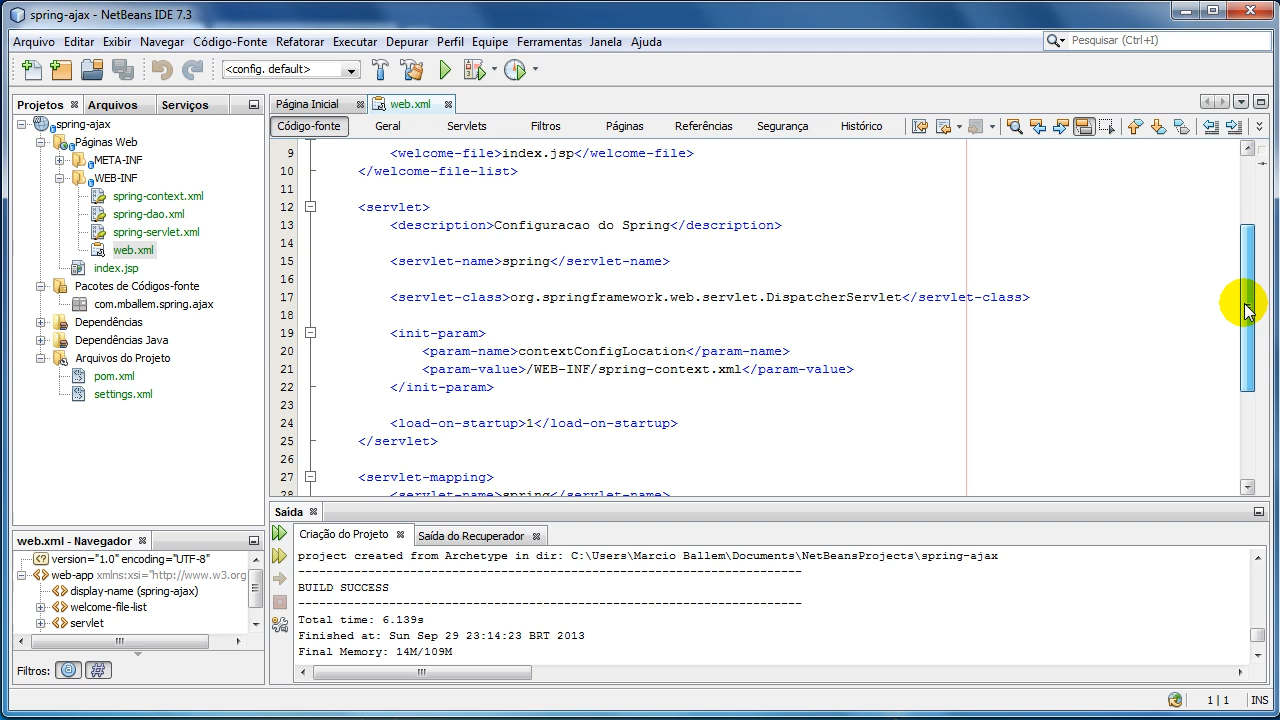 spring-ajax - NetBeans IDE 7.3
Arquivo Editar Exibir Navegar Código-Fonte Refatorar Executar Depurar Perfil Equipe Ferramentas Janela Ajuda
Pesquisar (Ctrl+I)
<config. default>
Projetos Arquivos Serviços
spring-ajax
Páginas Web
META-INF
WEB-INF
spring-context.xml
spring-dao.xml
spring-servlet.xml
web.xml
index.jsp
Pacotes de Códigos-fonte
com.mballem.spring.ajax
Dependências
Dependências Java
Arquivos do Projeto
pom.xml
settings.xml
web.xml - Navegador
version="1.0" encoding="UTF-8"
web-app xmlns:xsi="http://www.w3.org
display-name (spring-ajax)
welcome-file-list
servlet
Filtros:
Página Inicial web.xml
Código-fonte Geral Servlets Filtros Páginas Referências Segurança Histórico
9 <welcome-file>index.jsp</welcome-file>
10 </welcome-file-list>
11
12 <servlet>
13 <description>Configuracao do Spring</description>
14
15 <servlet-name>spring</servlet-name>
16
17 <servlet-class>org.springframework.web.servlet.DispatcherServlet</servlet-class>
18
19 <init-param>
20 <param-name>contextConfigLocation</param-name>
21 <param-value>/WEB-INF/spring-context.xml</param-value>
22 </init-param>
23
24 <load-on-startup>1</load-on-startup>
25 </servlet>
26
27 <servlet-mapping>
28 <servlet-name>spring</servlet-name>
Saída
Criação do Projeto Saída do Recuperador
project created from Archetype in dir: C:\Users\Marcio Ballem\Documents\NetBeansProjects\spring-ajax
------------------------------------------------------------------------
BUILD SUCCESS
------------------------------------------------------------------------
Total time: 6.139s
Finished at: Sun Sep 29 23:14:23 BRT 2013
Final Memory: 14M/109M
1 | 1 INS